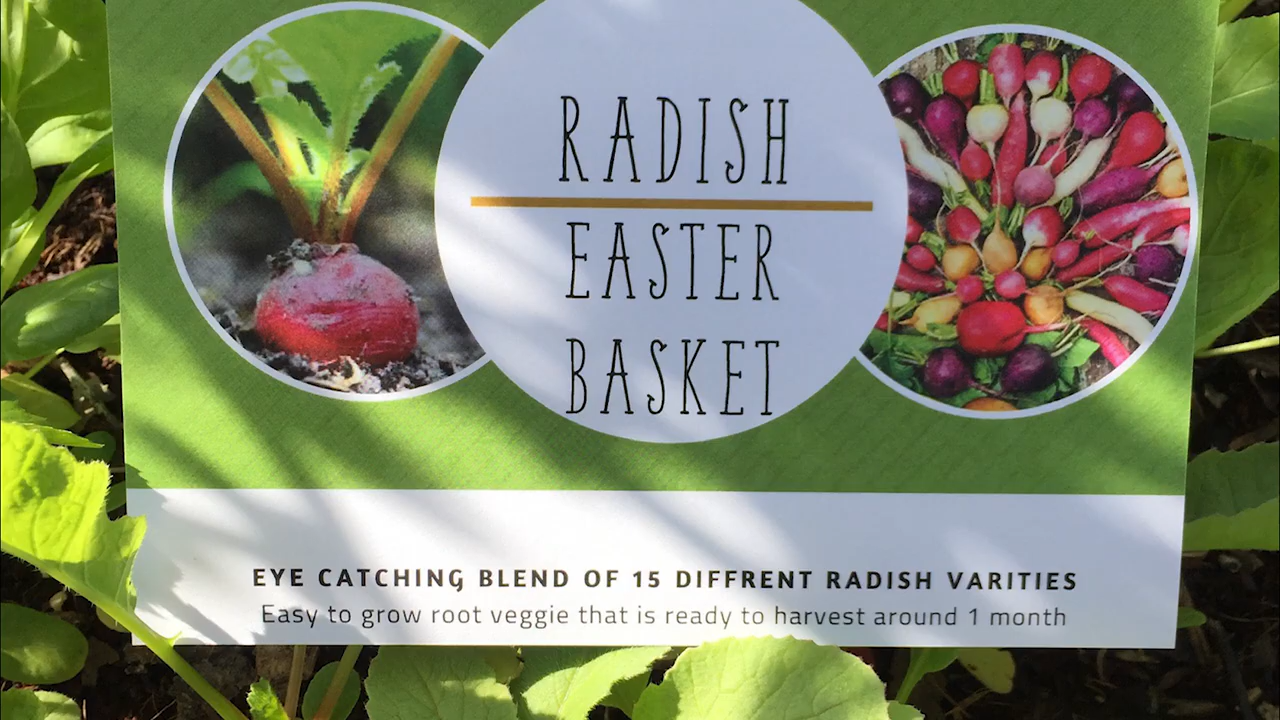 RADISH
EASTER
BASKET
EYE CATCHING BLEND OF 15 DIFFRENT RADISH VARITIES
Easy to grow root veggie that is ready to harvest around 1 month